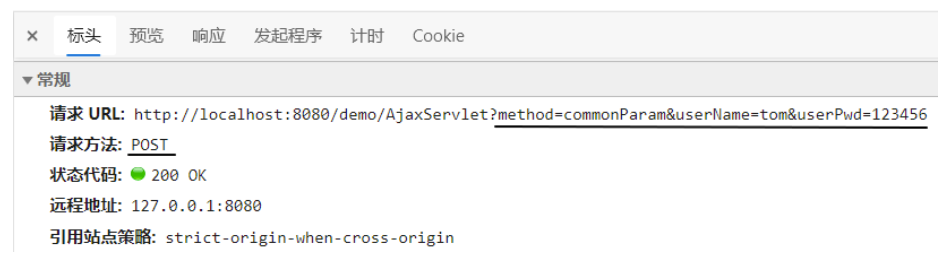 × 标头 预览 响应 发起程序 计时 Cookie
▼常规
请求 URL: http://localhost:8080/demo/AjaxServlet?method=commonParam&userName=tom&userPwd=123456
请求方法: POST
状态代码: 200 OK
远程地址: 127.0.0.1:8080
引用站点策略: strict-origin-when-cross-origin